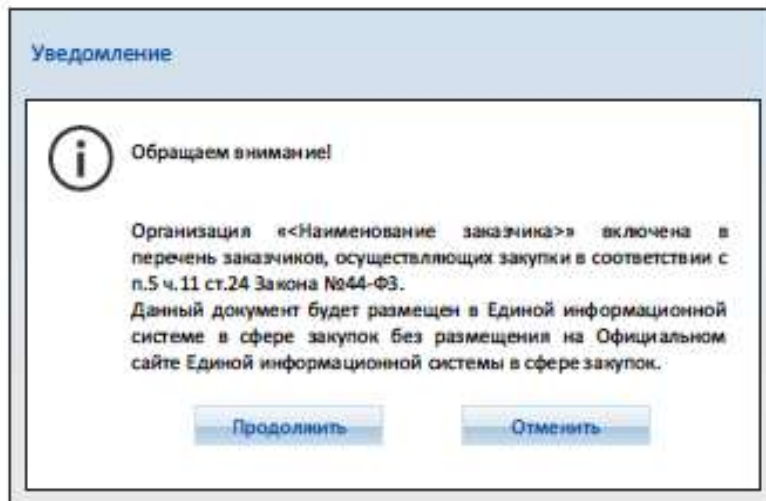 Уведомление
Обращаем внимание!
Организация «<Наименование заказчика>» включена в
перечень заказчиков, осуществляющих закупки в соответствии с
п.5 ч.11 ст.24 Закона №44-ФЗ.
Данный документ будет размещен в Единой информационной
системе в сфере закупок без размещения на Официальном
сайте Единой информационной системы в сфере закупок.
Продолжить Отменить